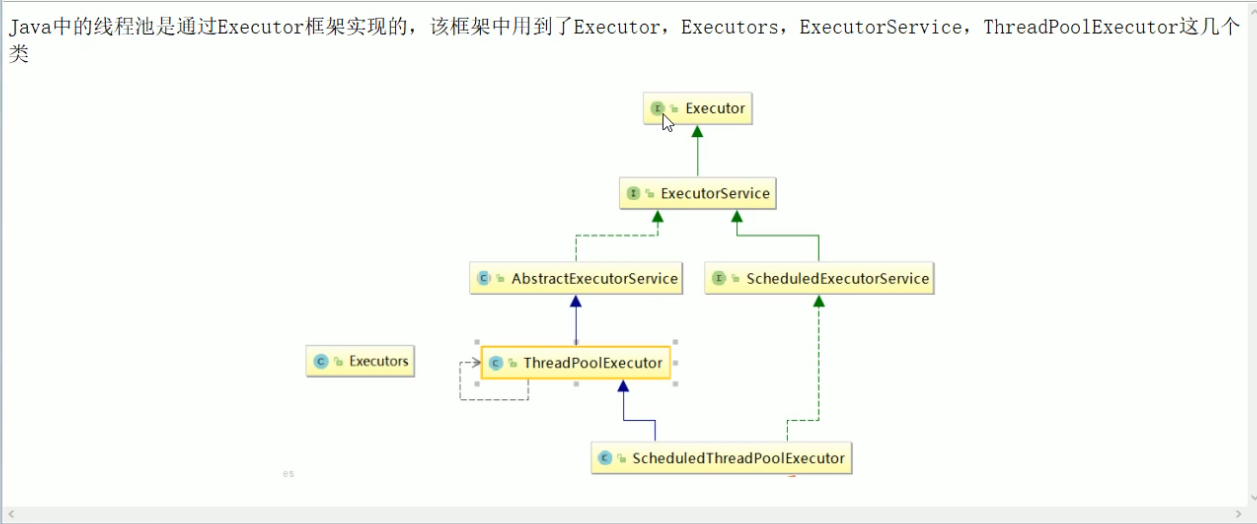 Java中的线程池是通过Executor框架实现的，该框架中用到了Executor，Executors，ExecutorService，ThreadPoolExecutor这几个
类
I Executor
I ExecutorService
C AbstractExecutorService
I ScheduledExecutorService
C Executors
C ThreadPoolExecutor
C ScheduledThreadPoolExecutor
es